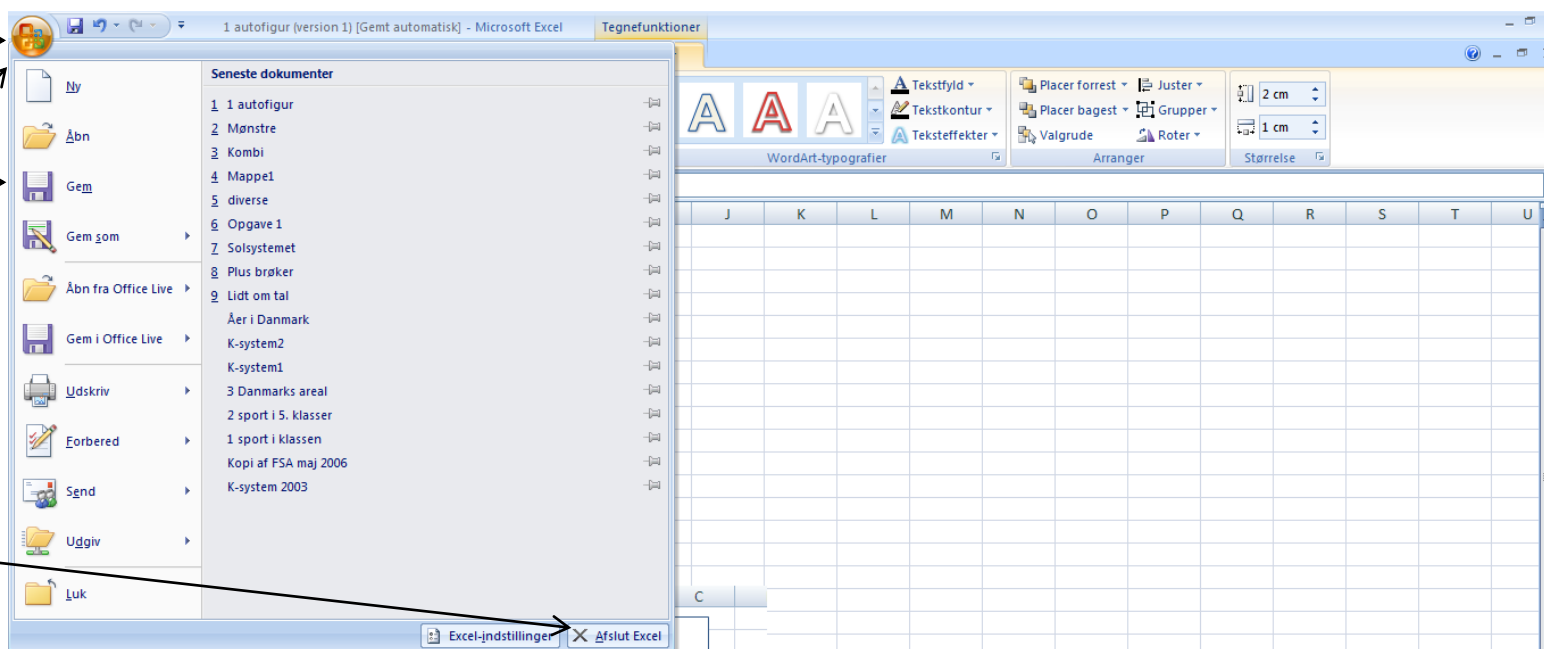 1 autofigur (version 1) [Gemt automatisk] - Microsoft Excel
Tegnefunktioner
Ny
Åbn
Gem
Gem som
Åbn fra Office Live
Gem i Office Live
Udskriv
Forbered
Send
Udgiv
Luk
Seneste dokumenter
1 1 autofigur
2 Mønstre
3 Kombi
4 Mappe1
5 diverse
6 Opgave 1
7 Solsystemet
8 Plus brøker
9 Lidt om tal
Åer i Danmark
K-system2
K-system1
3 Danmarks areal
2 sport i 5. klasser
1 sport i klassen
Kopi af FSA maj 2006
K-system 2003
Excel-indstillinger
Afslut Excel
A A A
A Tekstfyld
Tekstkontur
A Teksteffekter
WordArt-typografier
Placer forrest
Placer bagest
Valgrude
Juster
Grupper
Roter
Arranger
2 cm
1 cm
Størrelse
J K L M N O P Q R S T U
C